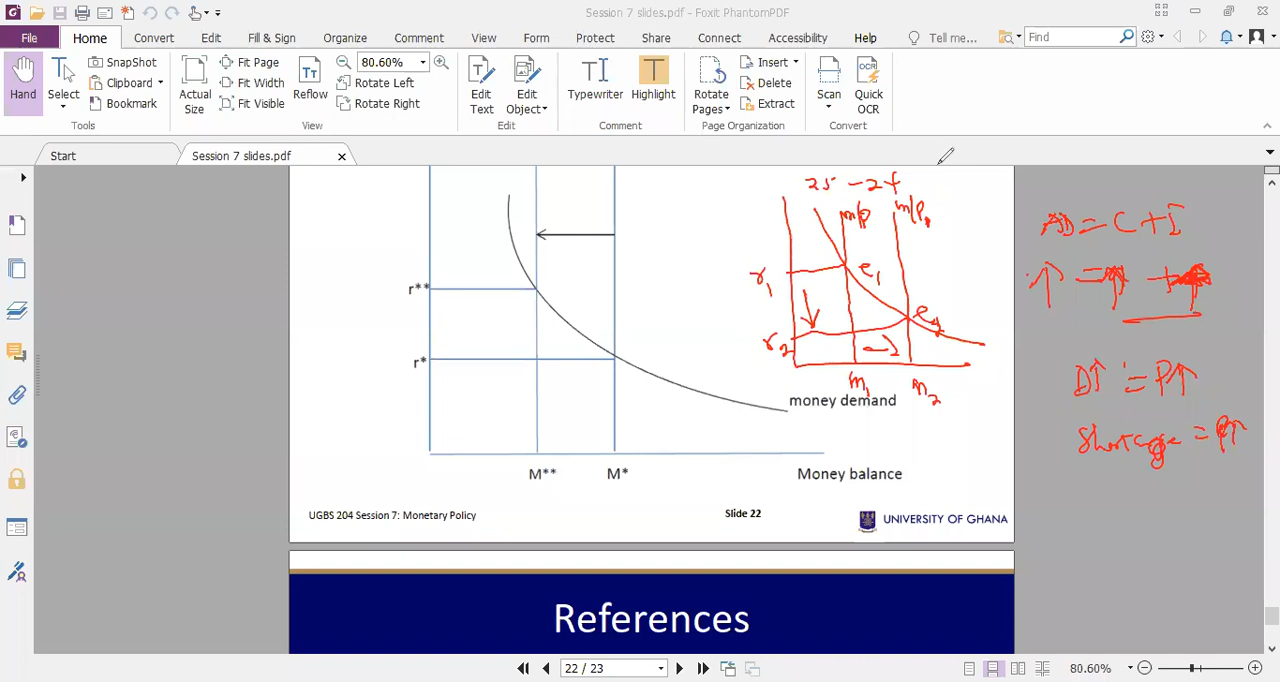 Session 7 slides.pdf - Foxit PhantomPDF
File Home Convert Edit Fill & Sign Organize Comment View Form Protect Share Connect Accessibility Help Tell me... Find
Hand
Select
SnapShot
Clipboard
Bookmark
Tools
Actual Size
Fit Page
Fit Width
Fit Visible
Reflow
80.60%
Rotate Left
Rotate Right
View
Edit Text
Edit Object
Edit
Typewriter
Highlight
Comment
Rotate Pages
Insert
Delete
Extract
Page Organization
Scan
Quick OCR
Convert
Start Session 7 slides.pdf
r**
r*
M** M* Money balance
money demand
m/P m/P1
r1 e1
r2 e2
m1 m2
AD = C + I
↑ = ↑ + ↑
D↑ = P↑
Shortage = P↑
UGBS 204 Session 7: Monetary Policy Slide 22 UNIVERSITY OF GHANA
References
22 / 23 80.60%